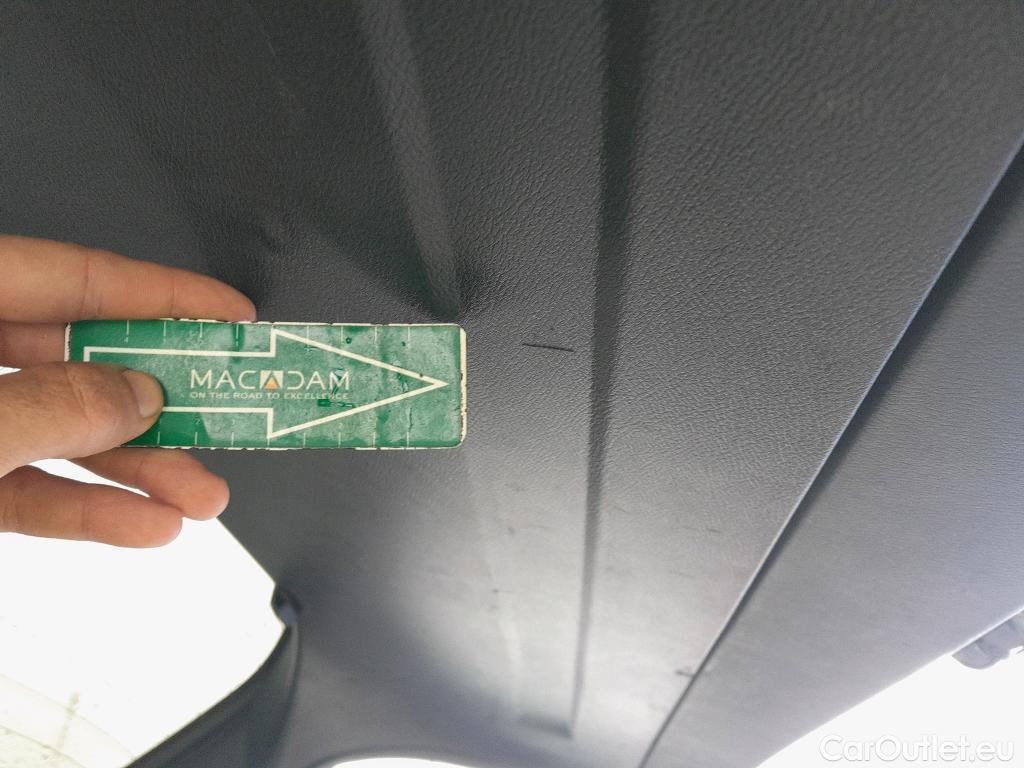 MACADAM
ON THE ROAD TO EXCELLENCE
CarOutlet.eu